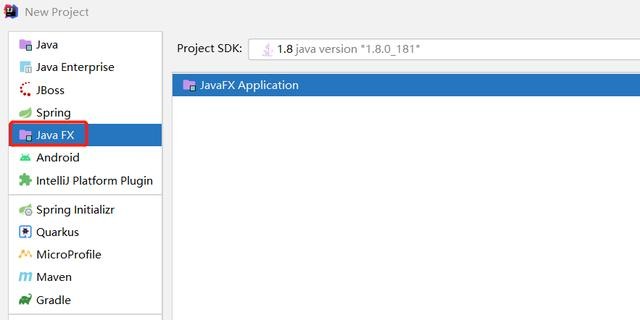 New Project
Java
Java Enterprise
JBoss
Spring
Java FX
Android
IntelliJ Platform Plugin
Spring Initializr
Quarkus
MicroProfile
Maven
Gradle
Project SDK: 1.8 java version "1.8.0_181"
JavaFX Application